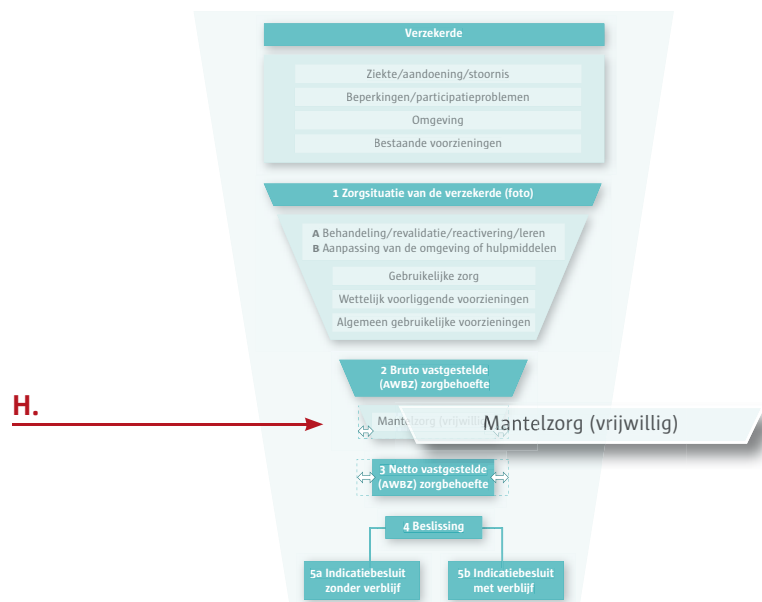 Verzekerde
Ziekte/aandoening/stoornis
Beperkingen/participatieproblemen
Omgeving
Bestaande voorzieningen
1 Zorgsituatie van de verzekerde (foto)
A Behandeling/revalidatie/reactivering/leren
B Aanpassing van de omgeving of hulpmiddelen
Gebruikelijke zorg
Wettelijk voorliggende voorzieningen
Algemeen gebruikelijke voorzieningen
2 Bruto vastgestelde
(AWBZ) zorgbehoefte
H.
Mantelzorg (vrijwillig)
Mantelzorg (vrijwillig)
3 Netto vastgestelde
(AWBZ) zorgbehoefte
4 Beslissing
5a Indicatiebesluit
zonder verblijf
5b Indicatiebesluit
met verblijf